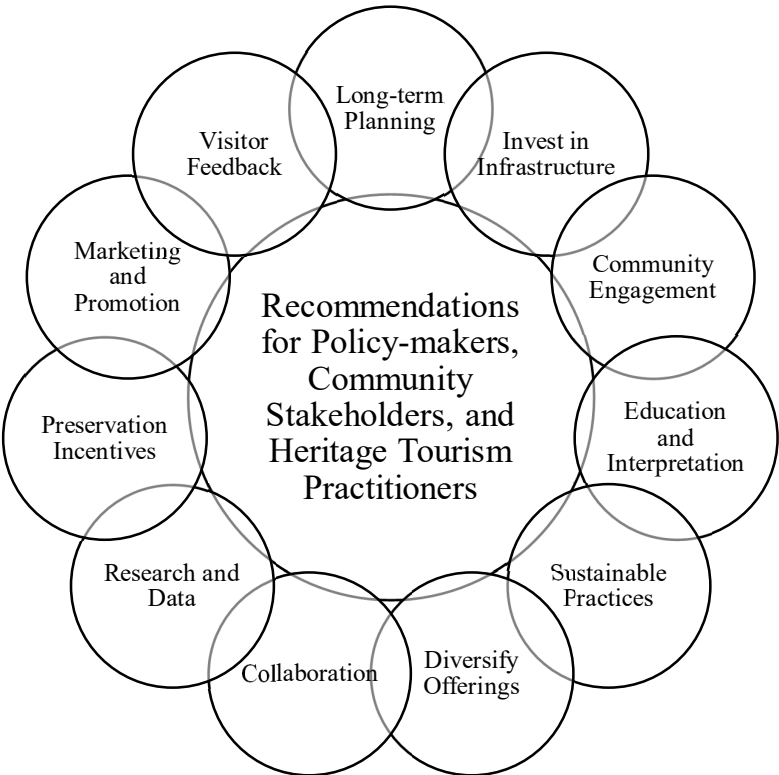 Long-term
Planning
Invest in
Infrastructure
Community
Engagement
Education
and
Interpretation
Sustainable
Practices
Diversify
Offerings
Collaboration
Research and
Data
Preservation
Incentives
Marketing
and
Promotion
Visitor
Feedback
Recommendations
for Policy-makers,
Community
Stakeholders, and
Heritage Tourism
Practitioners